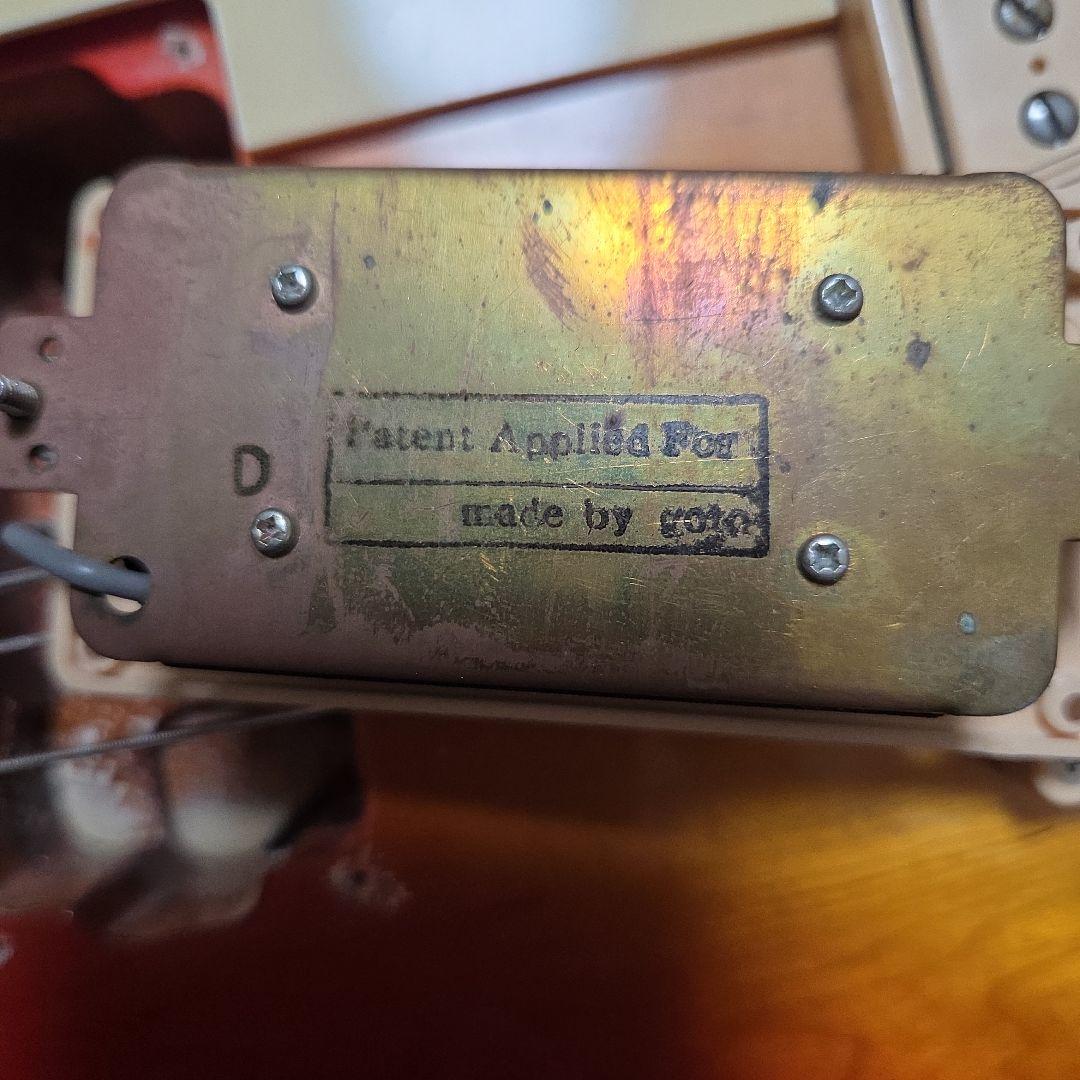 Patent Applied For
D
made by goto